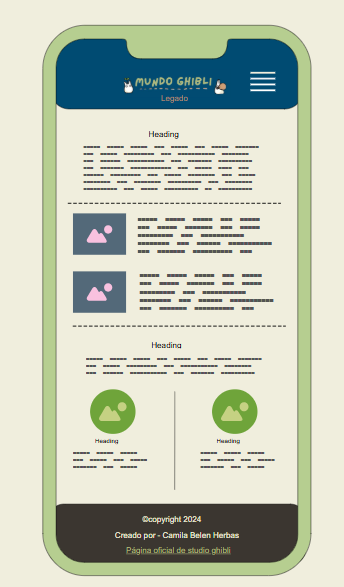 MUNDO GHIBLI
Legado
Heading
Heading
Heading
Heading
©copyright 2024
Creado por - Camila Belen Herbas
Página oficial de studio ghibli